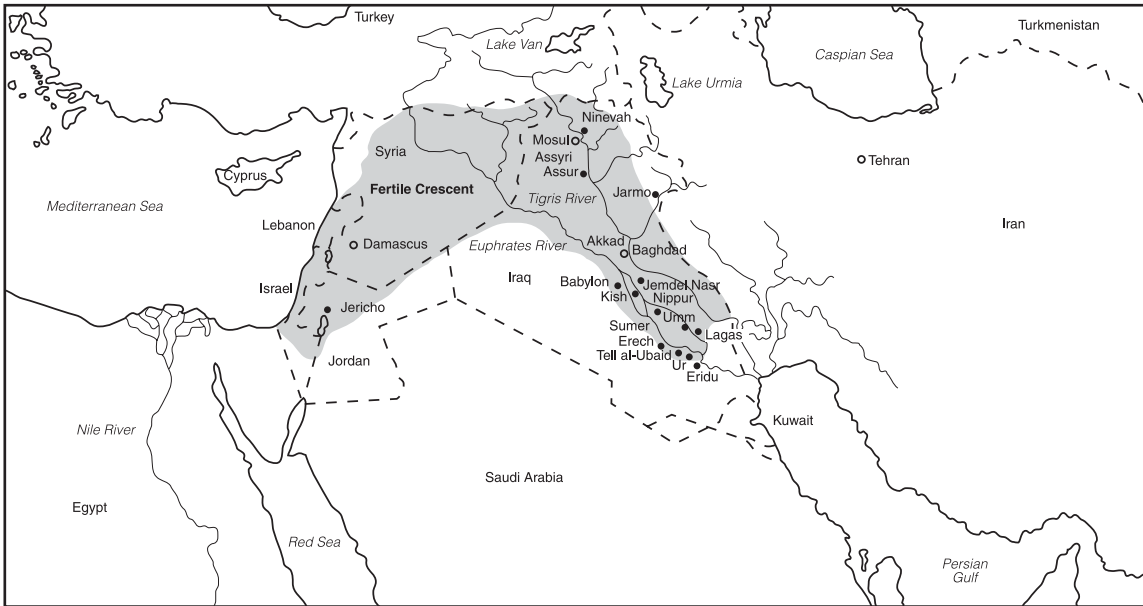 Turkey
Turkmenistan
Lake Van
Caspian Sea
Lake Urmia
Ninevah
Mosul
Syria
Assyri
Tehran
Assur
Cyprus
Fertile Crescent
Jarmo
Tigris River
Mediterranean Sea
Lebanon
Iran
Damascus
Euphrates River
Akkad
Baghdad
Iraq
Israel
Babylon
Jemdel Nasr
Kish
Nippur
Jericho
Umm
Sumer
Lagas
Erech
Tell al-Ubaid
Jordan
Ur
Eridu
Kuwait
Nile River
Saudi Arabia
Egypt
Red Sea
Persian
Gulf